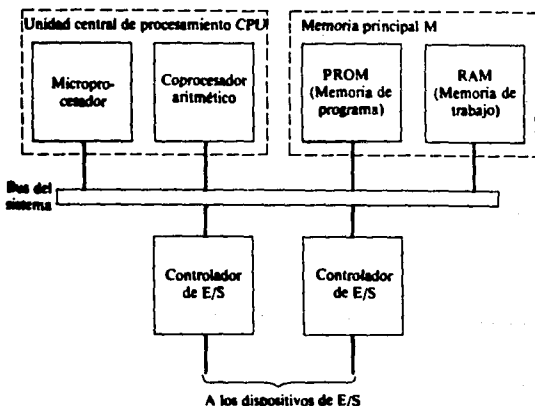 Unidad central de procesamiento CPU
Memoria principal M
Micropro-
cesador
Coprocesador
aritmético
PROM
(Memoria de
programa)
RAM
(Memoria de
trabajo)
Bus del
sistema
Controlador
de E/S
Controlador
de E/S
A los dispositivos de E/S